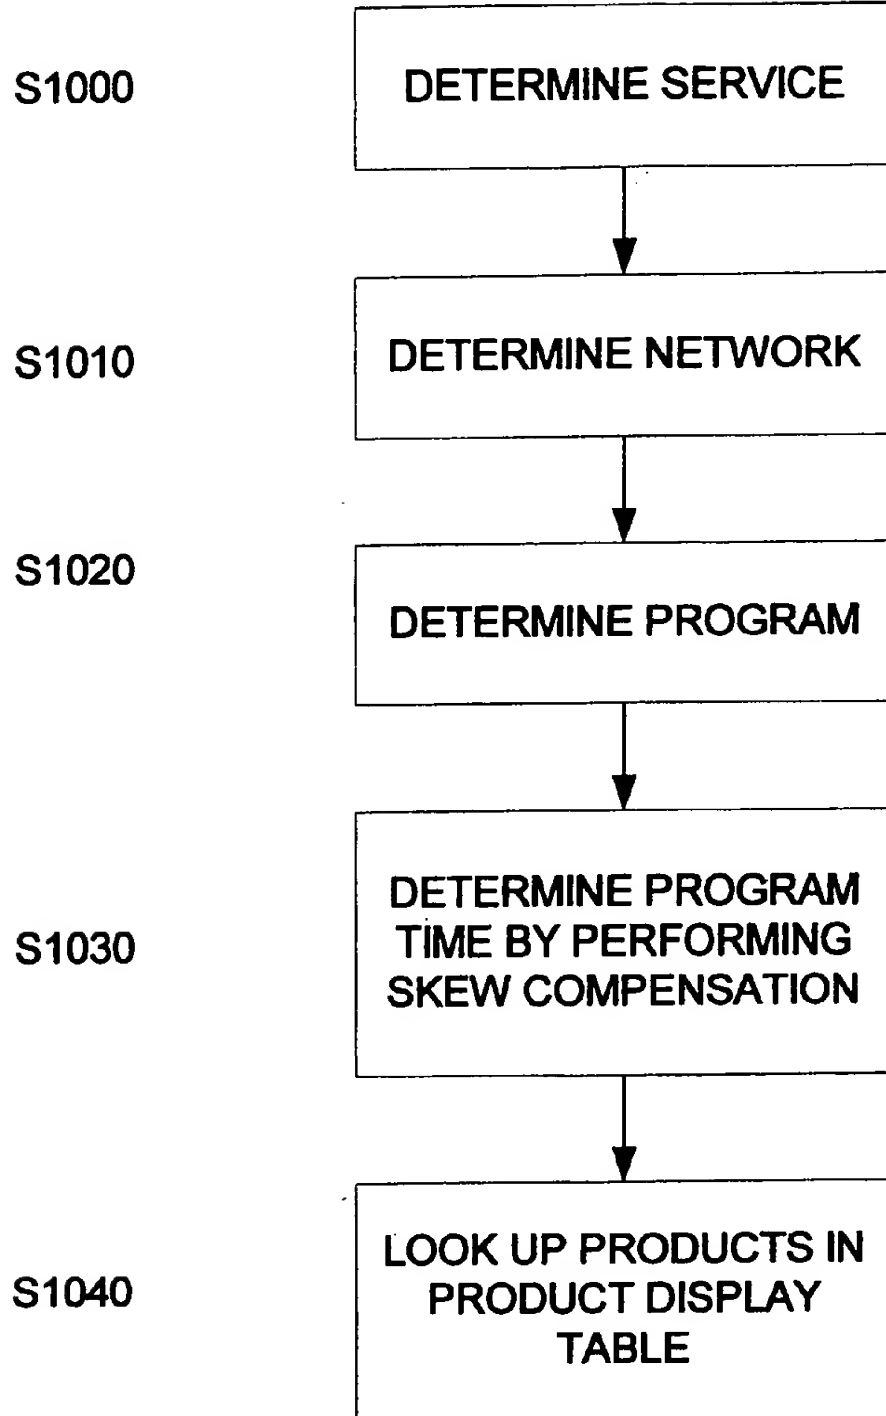 S1000
DETERMINE SERVICE
S1010
DETERMINE NETWORK
S1020
DETERMINE PROGRAM
S1030
DETERMINE PROGRAM
TIME BY PERFORMING
SKEW COMPENSATION
S1040
LOOK UP PRODUCTS IN
PRODUCT DISPLAY
TABLE